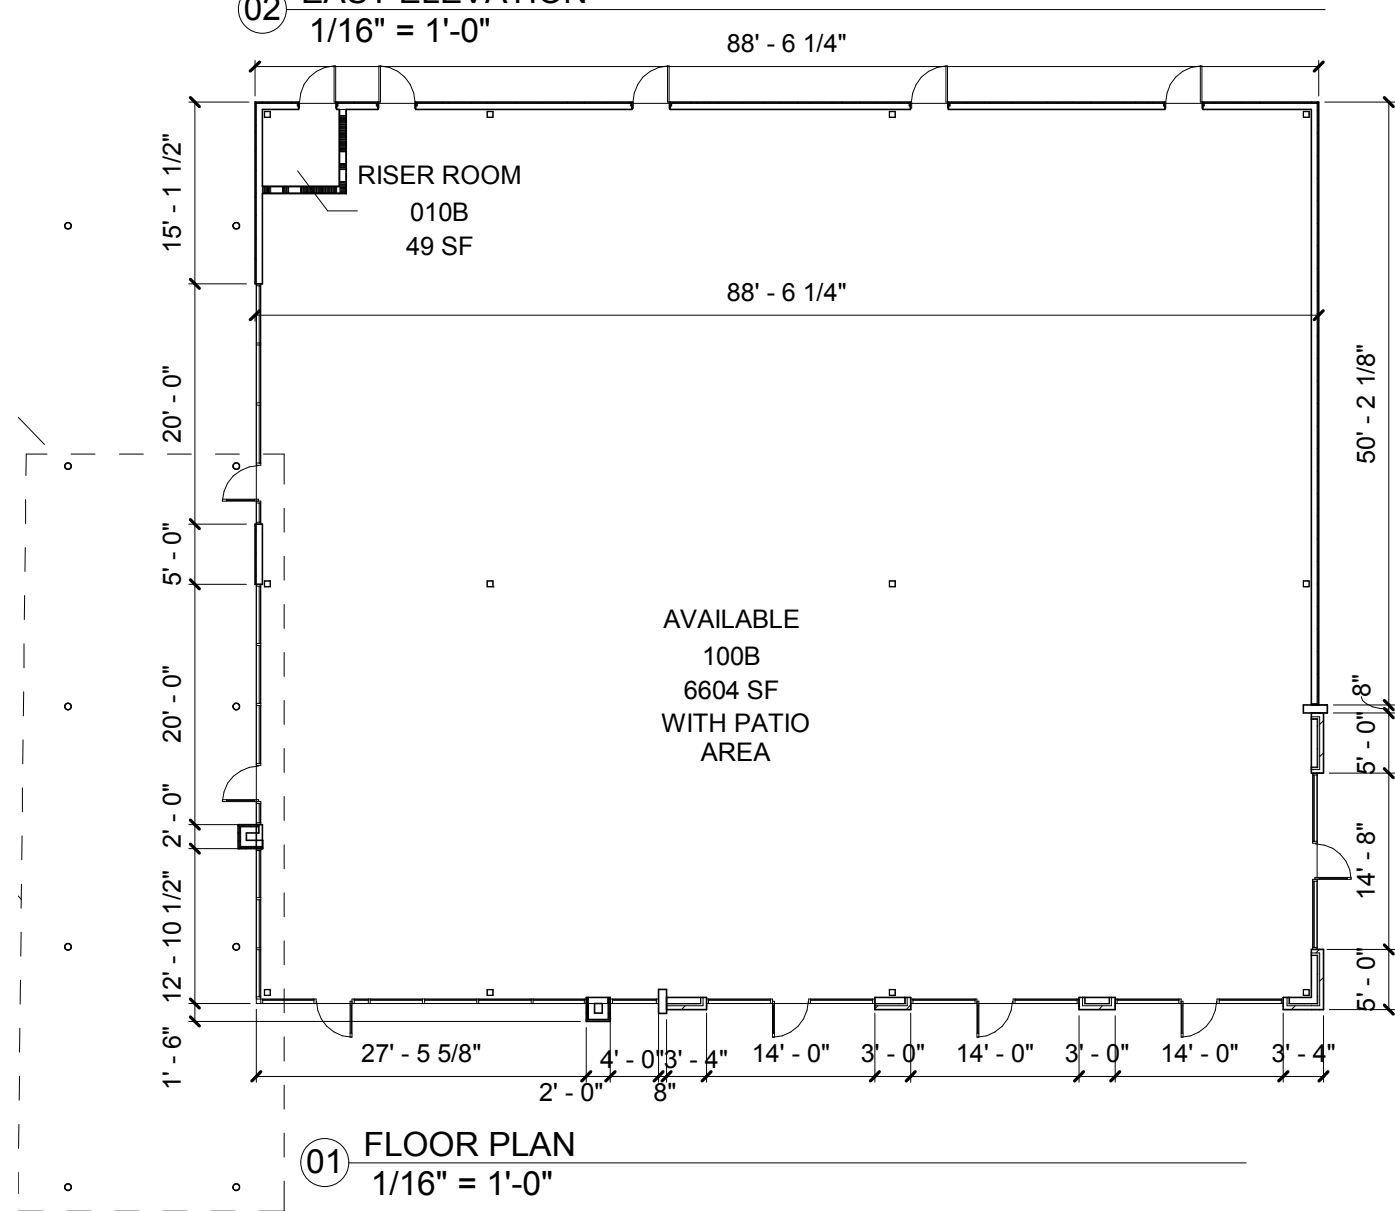 02 EAST ELEVATION
1/16" = 1'-0"
88' - 6 1/4"
15' - 1 1/2"
RISER ROOM
010B
49 SF
88' - 6 1/4"
20' - 0"
50' - 2 1/8"
5' - 0"
AVAILABLE
100B
6604 SF
WITH PATIO
AREA
20' - 0"
8"
5' - 0"
2' - 0"
14' - 8"
12' - 10 1/2"
5' - 0"
1' - 6"
27' - 5 5/8"
2' - 0"
4' - 0"
8"
3' - 4"
14' - 0"
3' - 0"
14' - 0"
3' - 0"
14' - 0"
3' - 4"
01 FLOOR PLAN
1/16" = 1'-0"